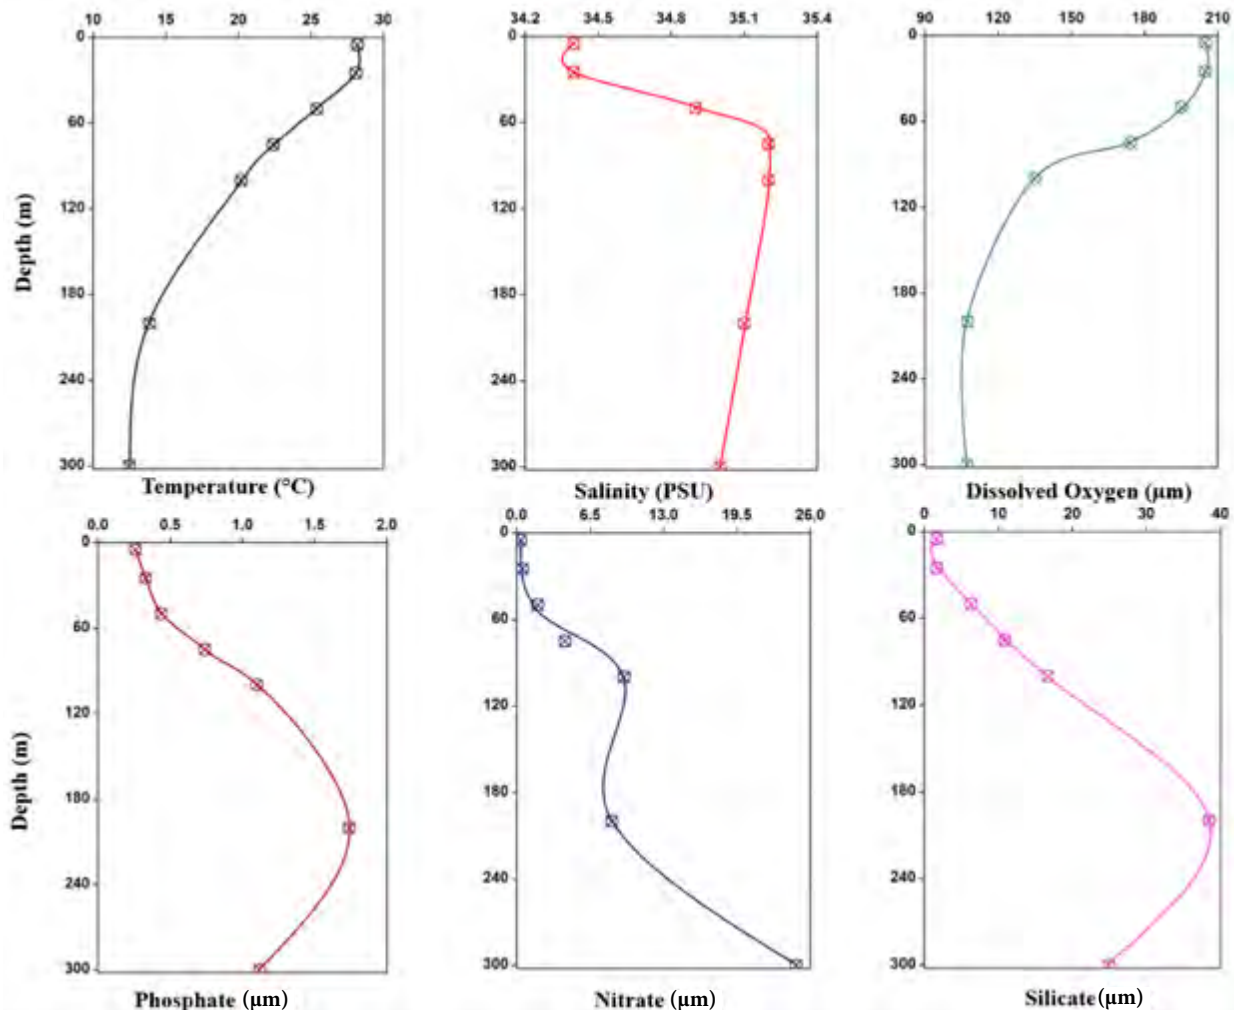 10 15 20 25 30
34.2 34.5 34.8 35.1 35.4
90 120 150 180 210
0
60
120
180
240
300
Depth (m)
0
60
120
180
240
300
0
60
120
180
240
300
Temperature (°C)
Salinity (PSU)
Dissolved Oxygen (µm)
0.0 0.5 1.0 1.5 2.0
0.0 6.5 13.0 19.5 26.0
0 10 20 30 40
0
60
120
180
240
300
Depth (m)
0
60
120
180
240
300
0
60
120
180
240
300
Phosphate (µm)
Nitrate (µm)
Silicate (µm)